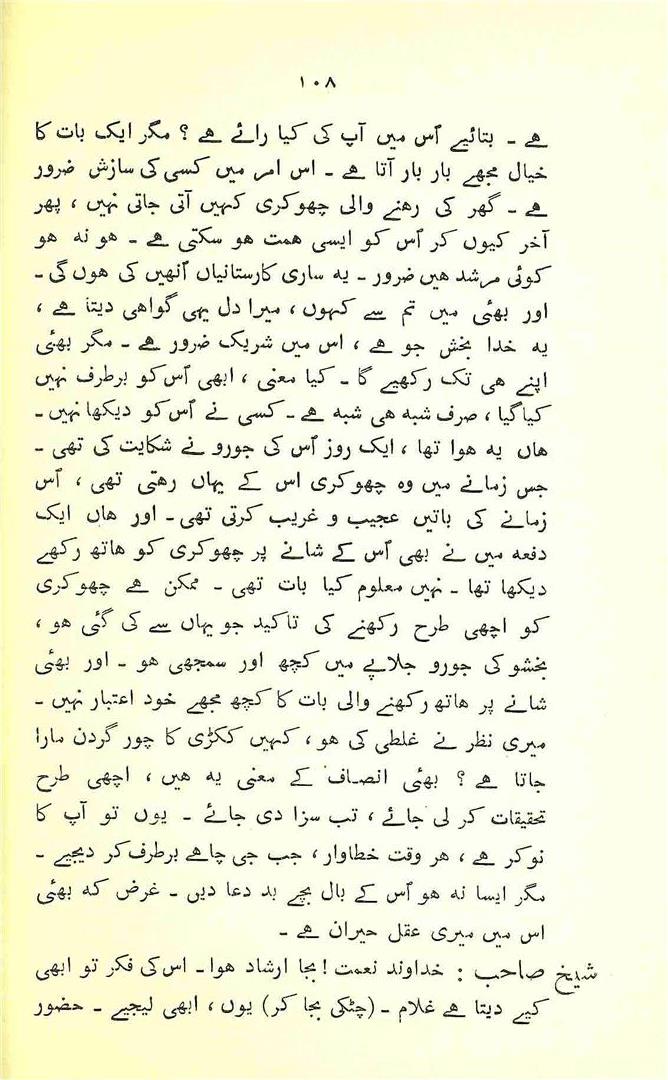 ۱۰۸
ہے ۔ بتائیے اُس میں آپ کی کیا رائے ہے ؟ مگر ایک بات کا
خیال مجھے بار بار آتا ہے ۔ اس امر میں کسی کی سازش ضرور
ہے ۔ گھر کی رہنے والی چھوکری کہیں آتی جاتی نہیں ، پھر
آخر کیوں کر اُس کو ایسی ہمت ہو سکتی ہے ۔ ہو نہ ہو
کوئی مرشد ہیں ضرور ۔ یہ ساری کارستانیاں اُنھیں کی ہوں گی ۔
اور بھئی میں تم سے کہوں ، میرا دل یہی گواہی دیتا ہے ،
یہ خدا بخش جو ہے ، اس میں شریک ضرور ہے ۔ مگر بھئی
اپنے ہی تک رکھیے گا ۔ کیا معنی ، ابھی اُس کو برطرف نہیں
کیا گیا ، صرف شبہ ہی شبہ ہے ۔ کسی نے اُس کو دیکھا نہیں ۔
ہاں یہ ہوا تھا ، ایک روز اُس کی جورو نے شکایت کی تھی ۔
جس زمانے میں وہ چھوکری اس کے یہاں رہتی تھی ، اُس
زمانے کی باتیں عجیب و غریب کرتی تھی ۔ اور ہاں ایک
دفعہ میں نے بھی اُس کے شانے پر چھوکری کو ہاتھ رکھے
دیکھا تھا ۔ نہیں معلوم کیا بات تھی ۔ ممکن ہے چھوکری
کو اچھی طرح رکھنے کی تاکید جو یہاں سے کی گئی ہو ،
بخشو کی جورو جلاپے میں کچھ اور سمجھی ہو ۔ اور بھئی
شانے پر ہاتھ رکھنے والی بات کا کچھ مجھے خود اعتبار نہیں ۔
میری نظر نے غلطی کی ہو ، کہیں ککڑی کا چور گردن مارا
جاتا ہے ؟ بھئی انصاف کے معنی یہ ہیں ، اچھی طرح
تحقیقات کر لی جائے ، تب سزا دی جائے ۔ یوں تو آپ کا
نوکر ہے ، ہر وقت خطاوار ، جب جی چاہے برطرف کر دیجیے ۔
مگر ایسا نہ ہو اُس کے بال بچے بد دعا دیں ۔ غرض کہ بھئی
اس میں میری عقل حیران ہے ۔
شیخ صاحب : خداوند نعمت ! بجا ارشاد ہوا ۔ اس کی فکر تو ابھی
کیے دیتا ہے غلام ۔ (چٹکی بجا کر) یوں ، ابھی لیجیے ۔ حضور